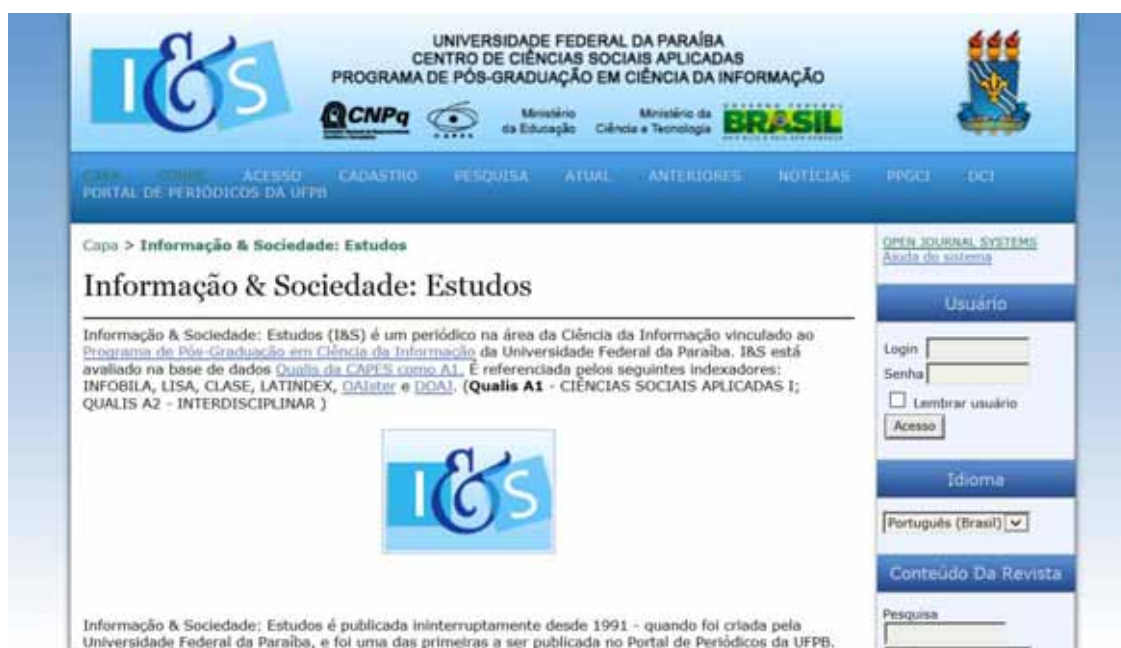 I&S
UNIVERSIDADE FEDERAL DA PARAÍBA
CENTRO DE CIÊNCIAS SOCIAIS APLICADAS
PROGRAMA DE PÓS-GRADUAÇÃO EM CIÊNCIA DA INFORMAÇÃO
CNPq
CAPES
Ministério da Educação
Ministério da Ciência e Tecnologia
BRASIL
CAPA SOBRE ACESSO CADASTRO PESQUISA ATUAL ANTERIORES NOTÍCIAS PPGCI DCI
PORTAL DE PERIÓDICOS DA UFPB
Capa > Informação & Sociedade: Estudos
Informação & Sociedade: Estudos
Informação & Sociedade: Estudos (I&S) é um periódico na área da Ciência da Informação vinculado ao
Programa de Pós-Graduação em Ciência da Informação da Universidade Federal da Paraíba. I&S está
avaliado na base de dados Qualis da CAPES como A1. É referenciada pelos seguintes indexadores:
INFOBILA, LISA, CLASE, LATINDEX, OAIster e DOAJ. (Qualis A1 - CIÊNCIAS SOCIAIS APLICADAS I;
QUALIS A2 - INTERDISCIPLINAR )
I&S
Informação & Sociedade: Estudos é publicada ininterruptamente desde 1991 - quando foi criada pela
Universidade Federal da Paraíba, e foi uma das primeiras a ser publicada no Portal de Periódicos da UFPB.
OPEN JOURNAL SYSTEMS
Ajuda do sistema
Usuário
Login
Senha
Lembrar usuário
Acesso
Idioma
Português (Brasil)
Conteúdo Da Revista
Pesquisa